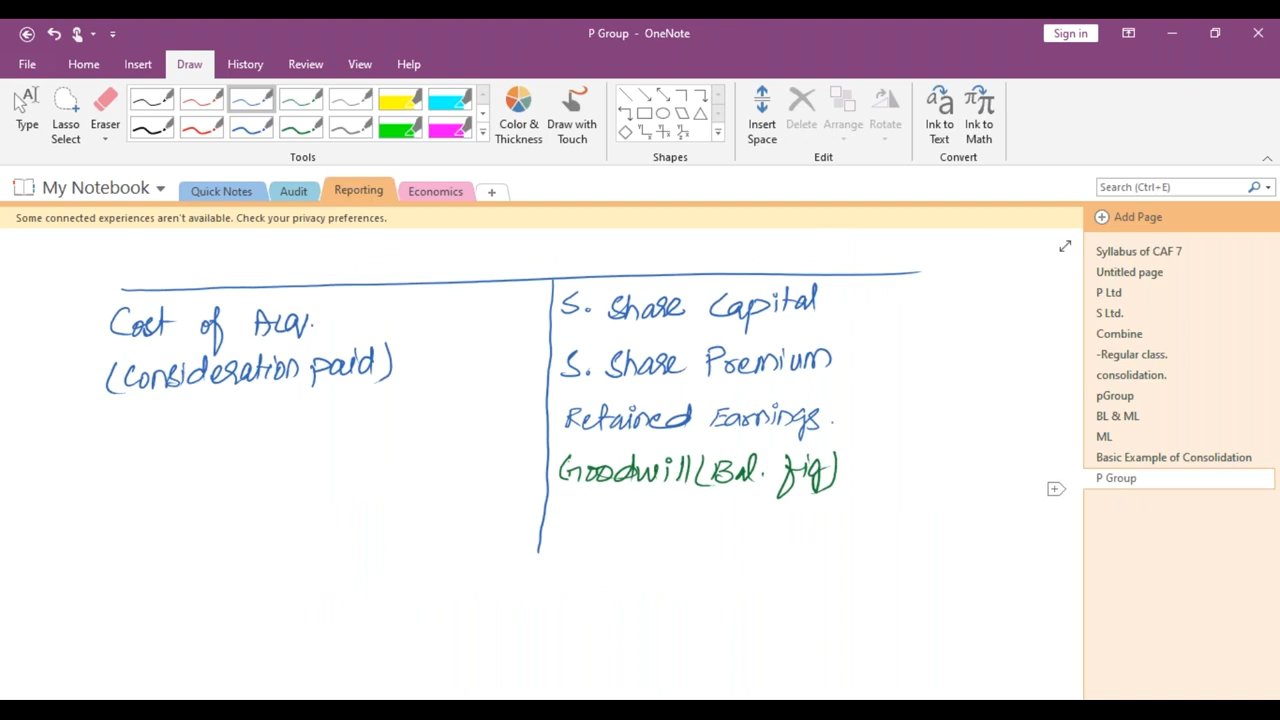 P Group - OneNote
Sign in
File Home Insert Draw History Review View Help
Type
Lasso Select
Eraser
Color & Thickness
Draw with Touch
Insert Space
Delete
Arrange
Rotate
Ink to Text
Ink to Math
Tools
Shapes
Edit
Convert
My Notebook
Quick Notes
Audit
Reporting
Economics
Search (Ctrl+E)
Some connected experiences aren't available. Check your privacy preferences.
Add Page
Syllabus of CAF 7
Untitled page
P Ltd
S Ltd.
Combine
-Regular class.
consolidation.
pGroup
BL & ML
ML
Basic Example of Consolidation
P Group
Cost of Acq.
(Consideration paid)
S. Share Capital
S. Share Premium
Retained Earnings.
Goodwill (Bal. fig)